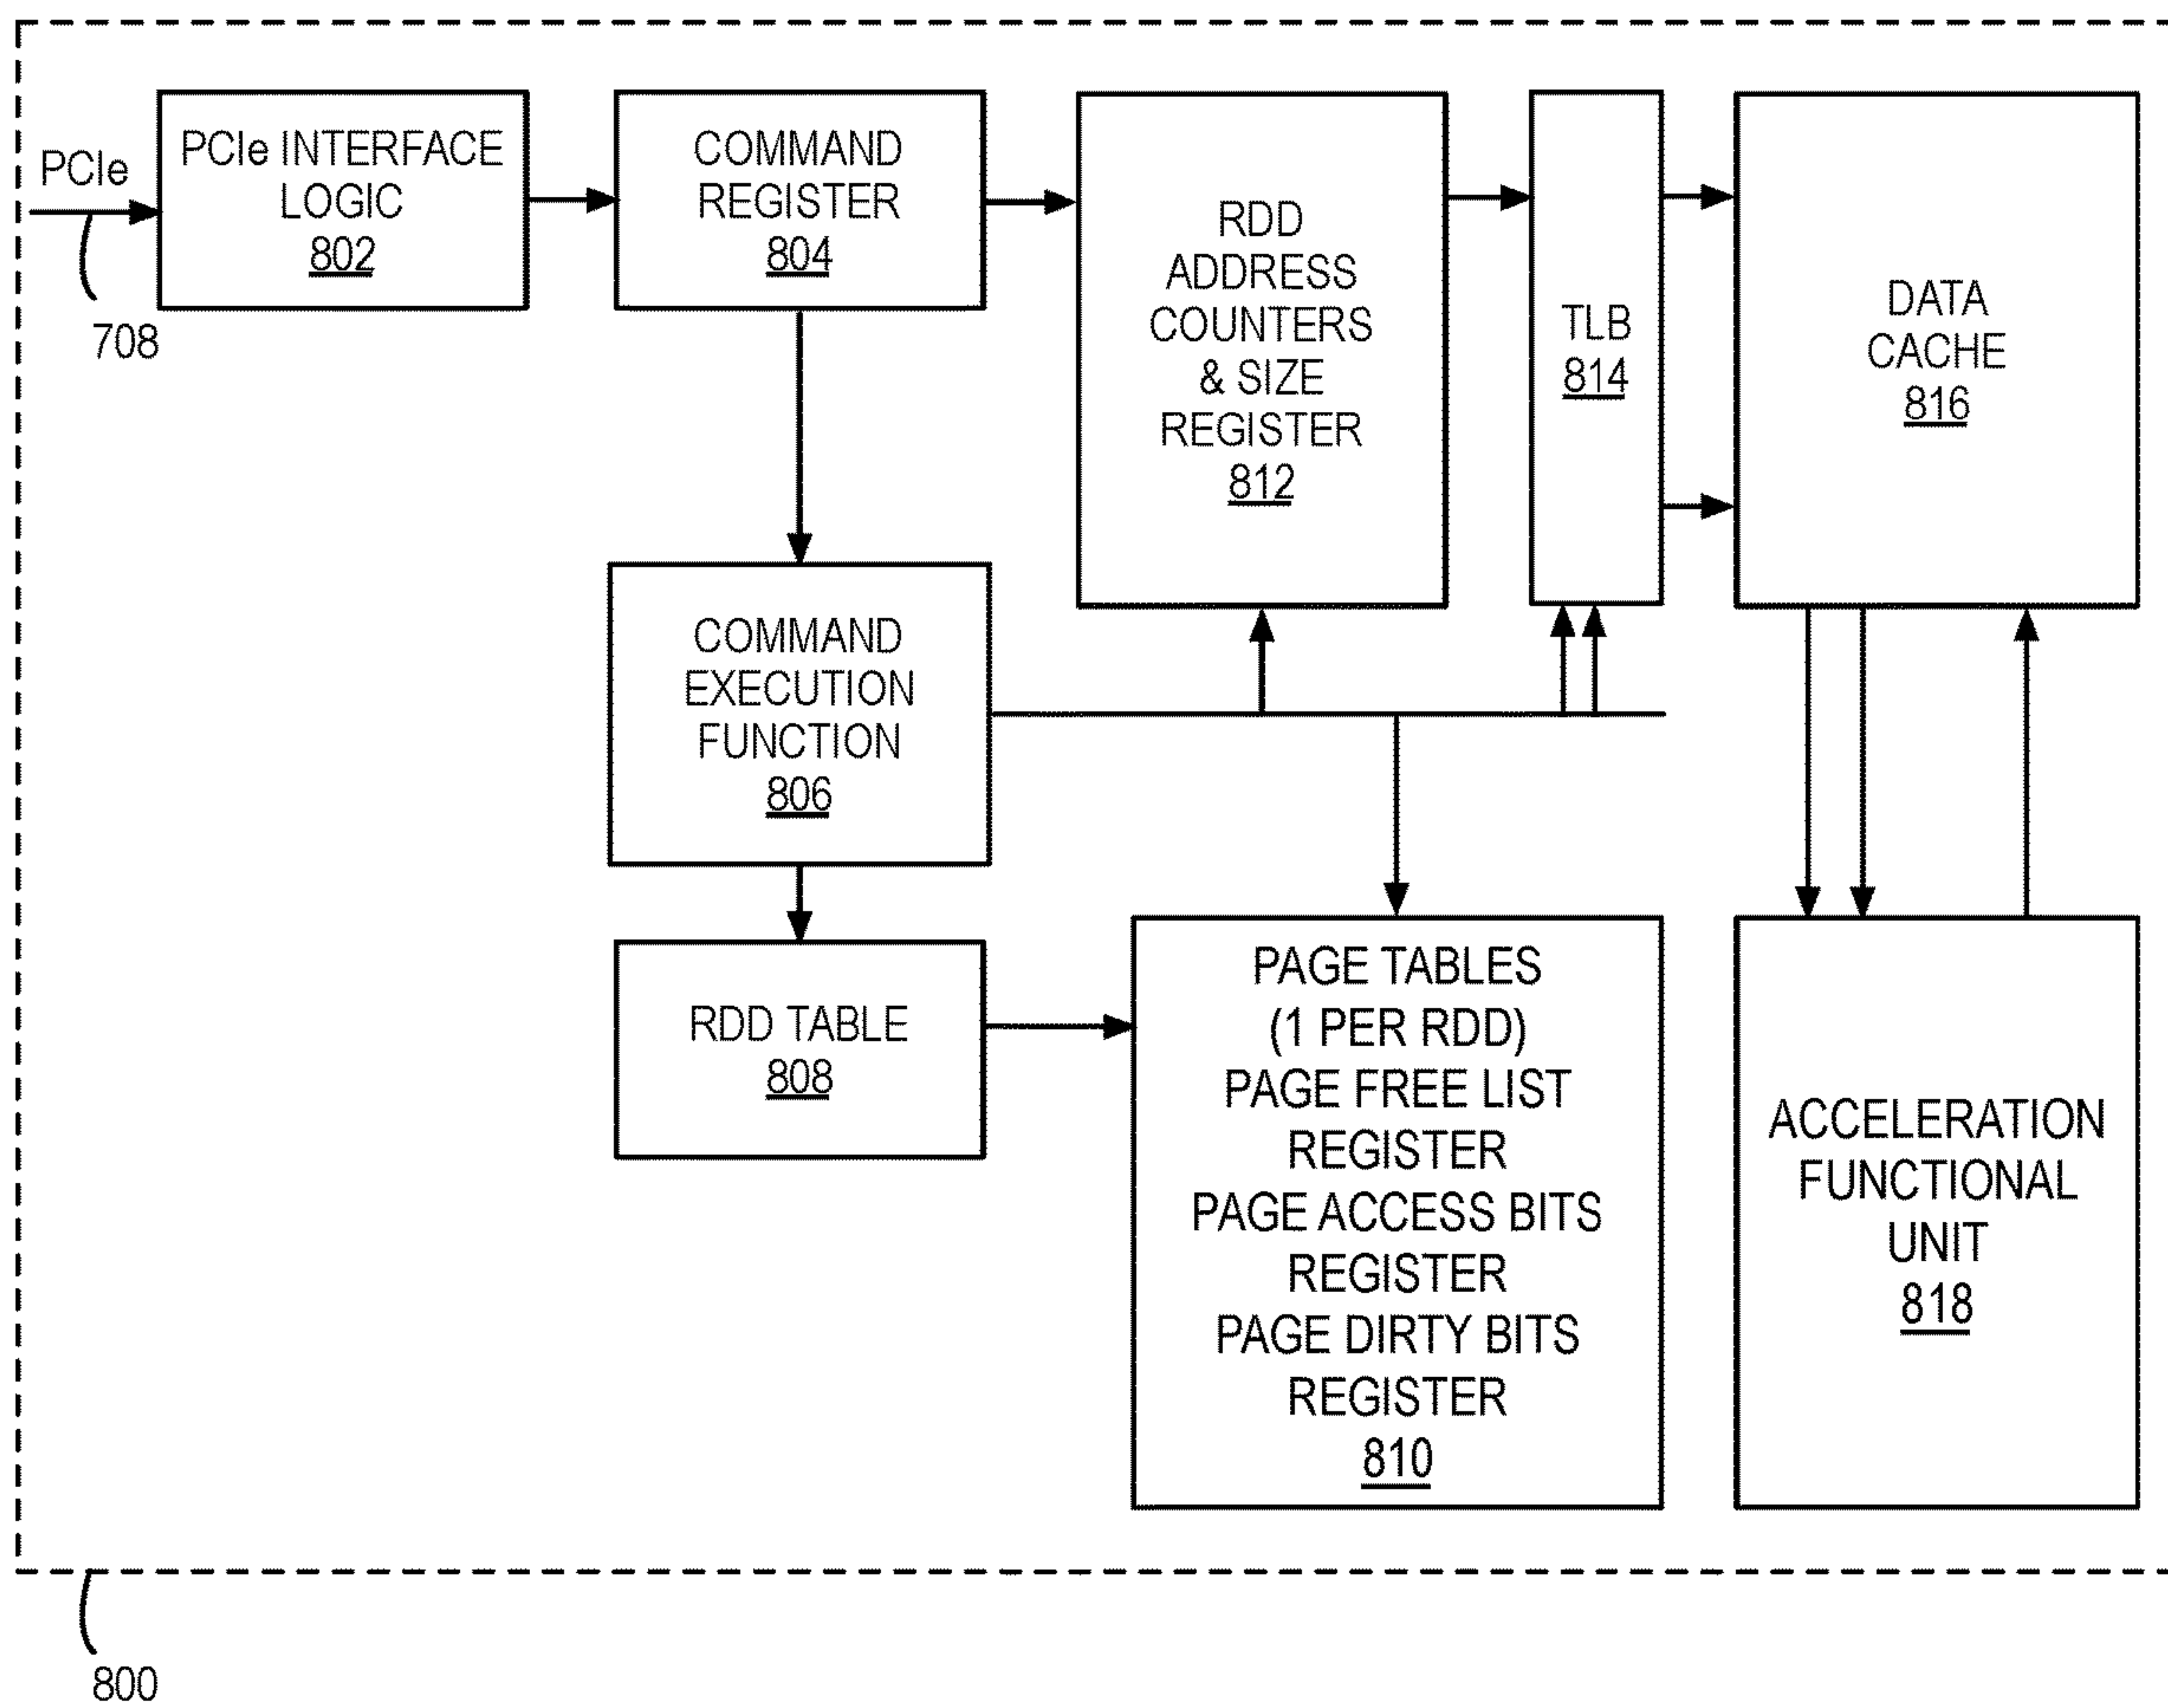 PCIe
708
PCIe INTERFACE
LOGIC
802
COMMAND
REGISTER
804
RDD
ADDRESS
COUNTERS
& SIZE
REGISTER
812
TLB
814
DATA
CACHE
816
COMMAND
EXECUTION
FUNCTION
806
RDD TABLE
808
PAGE TABLES
(1 PER RDD)
PAGE FREE LIST
REGISTER
PAGE ACCESS BITS
REGISTER
PAGE DIRTY BITS
REGISTER
810
ACCELERATION
FUNCTIONAL
UNIT
818
800